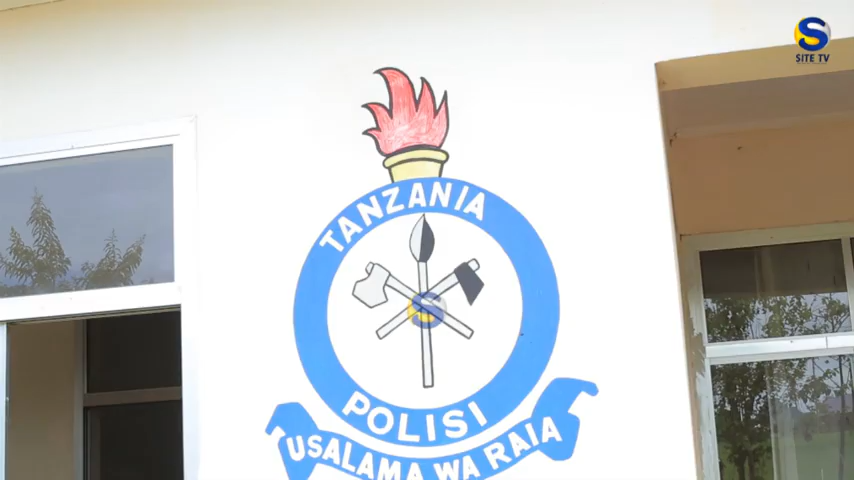 S
SITE TV
TANZANIA
S
POLISI
USALAMA WA RAIA